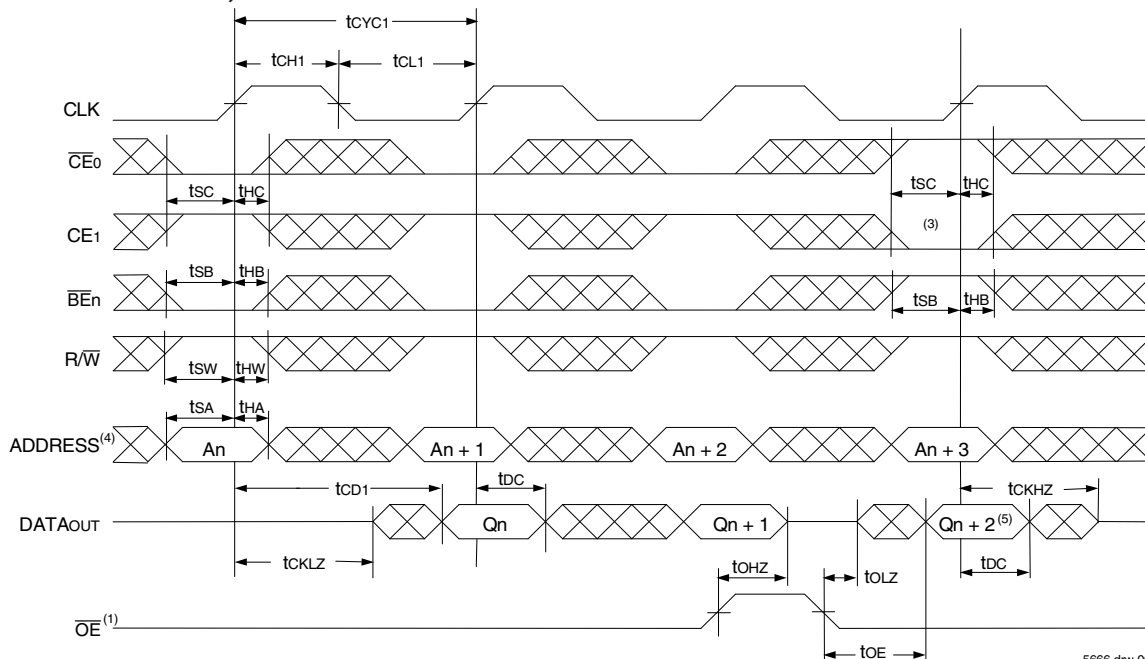 tCYC1
tCH1 tCL1
CLK
CE0
tSC tHC tSC tHC
CE1 (3)
tSB tHB
BEn tSB tHB
R/W
tSW tHW
tSA tHA
ADDRESS(4) An An + 1 An + 2 An + 3
tCD1 tDC tCKHZ
DATAOUT Qn Qn + 1 Qn + 2(5)
tCKLZ tOHZ tOLZ tDC
OE(1)
tOE